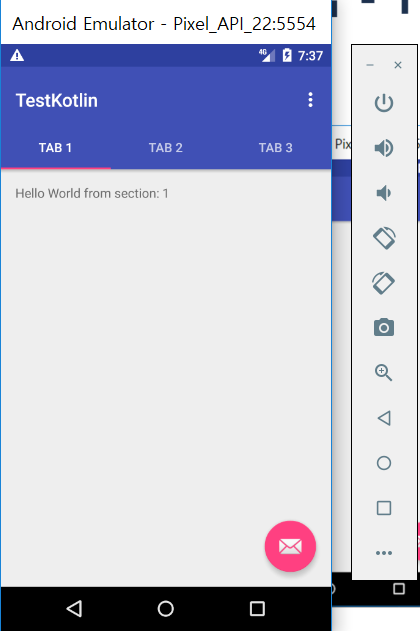 Android Emulator - Pixel_API_22:5554
4G 7:37
TestKotlin
TAB 1 TAB 2 TAB 3
Hello World from section: 1
Pix